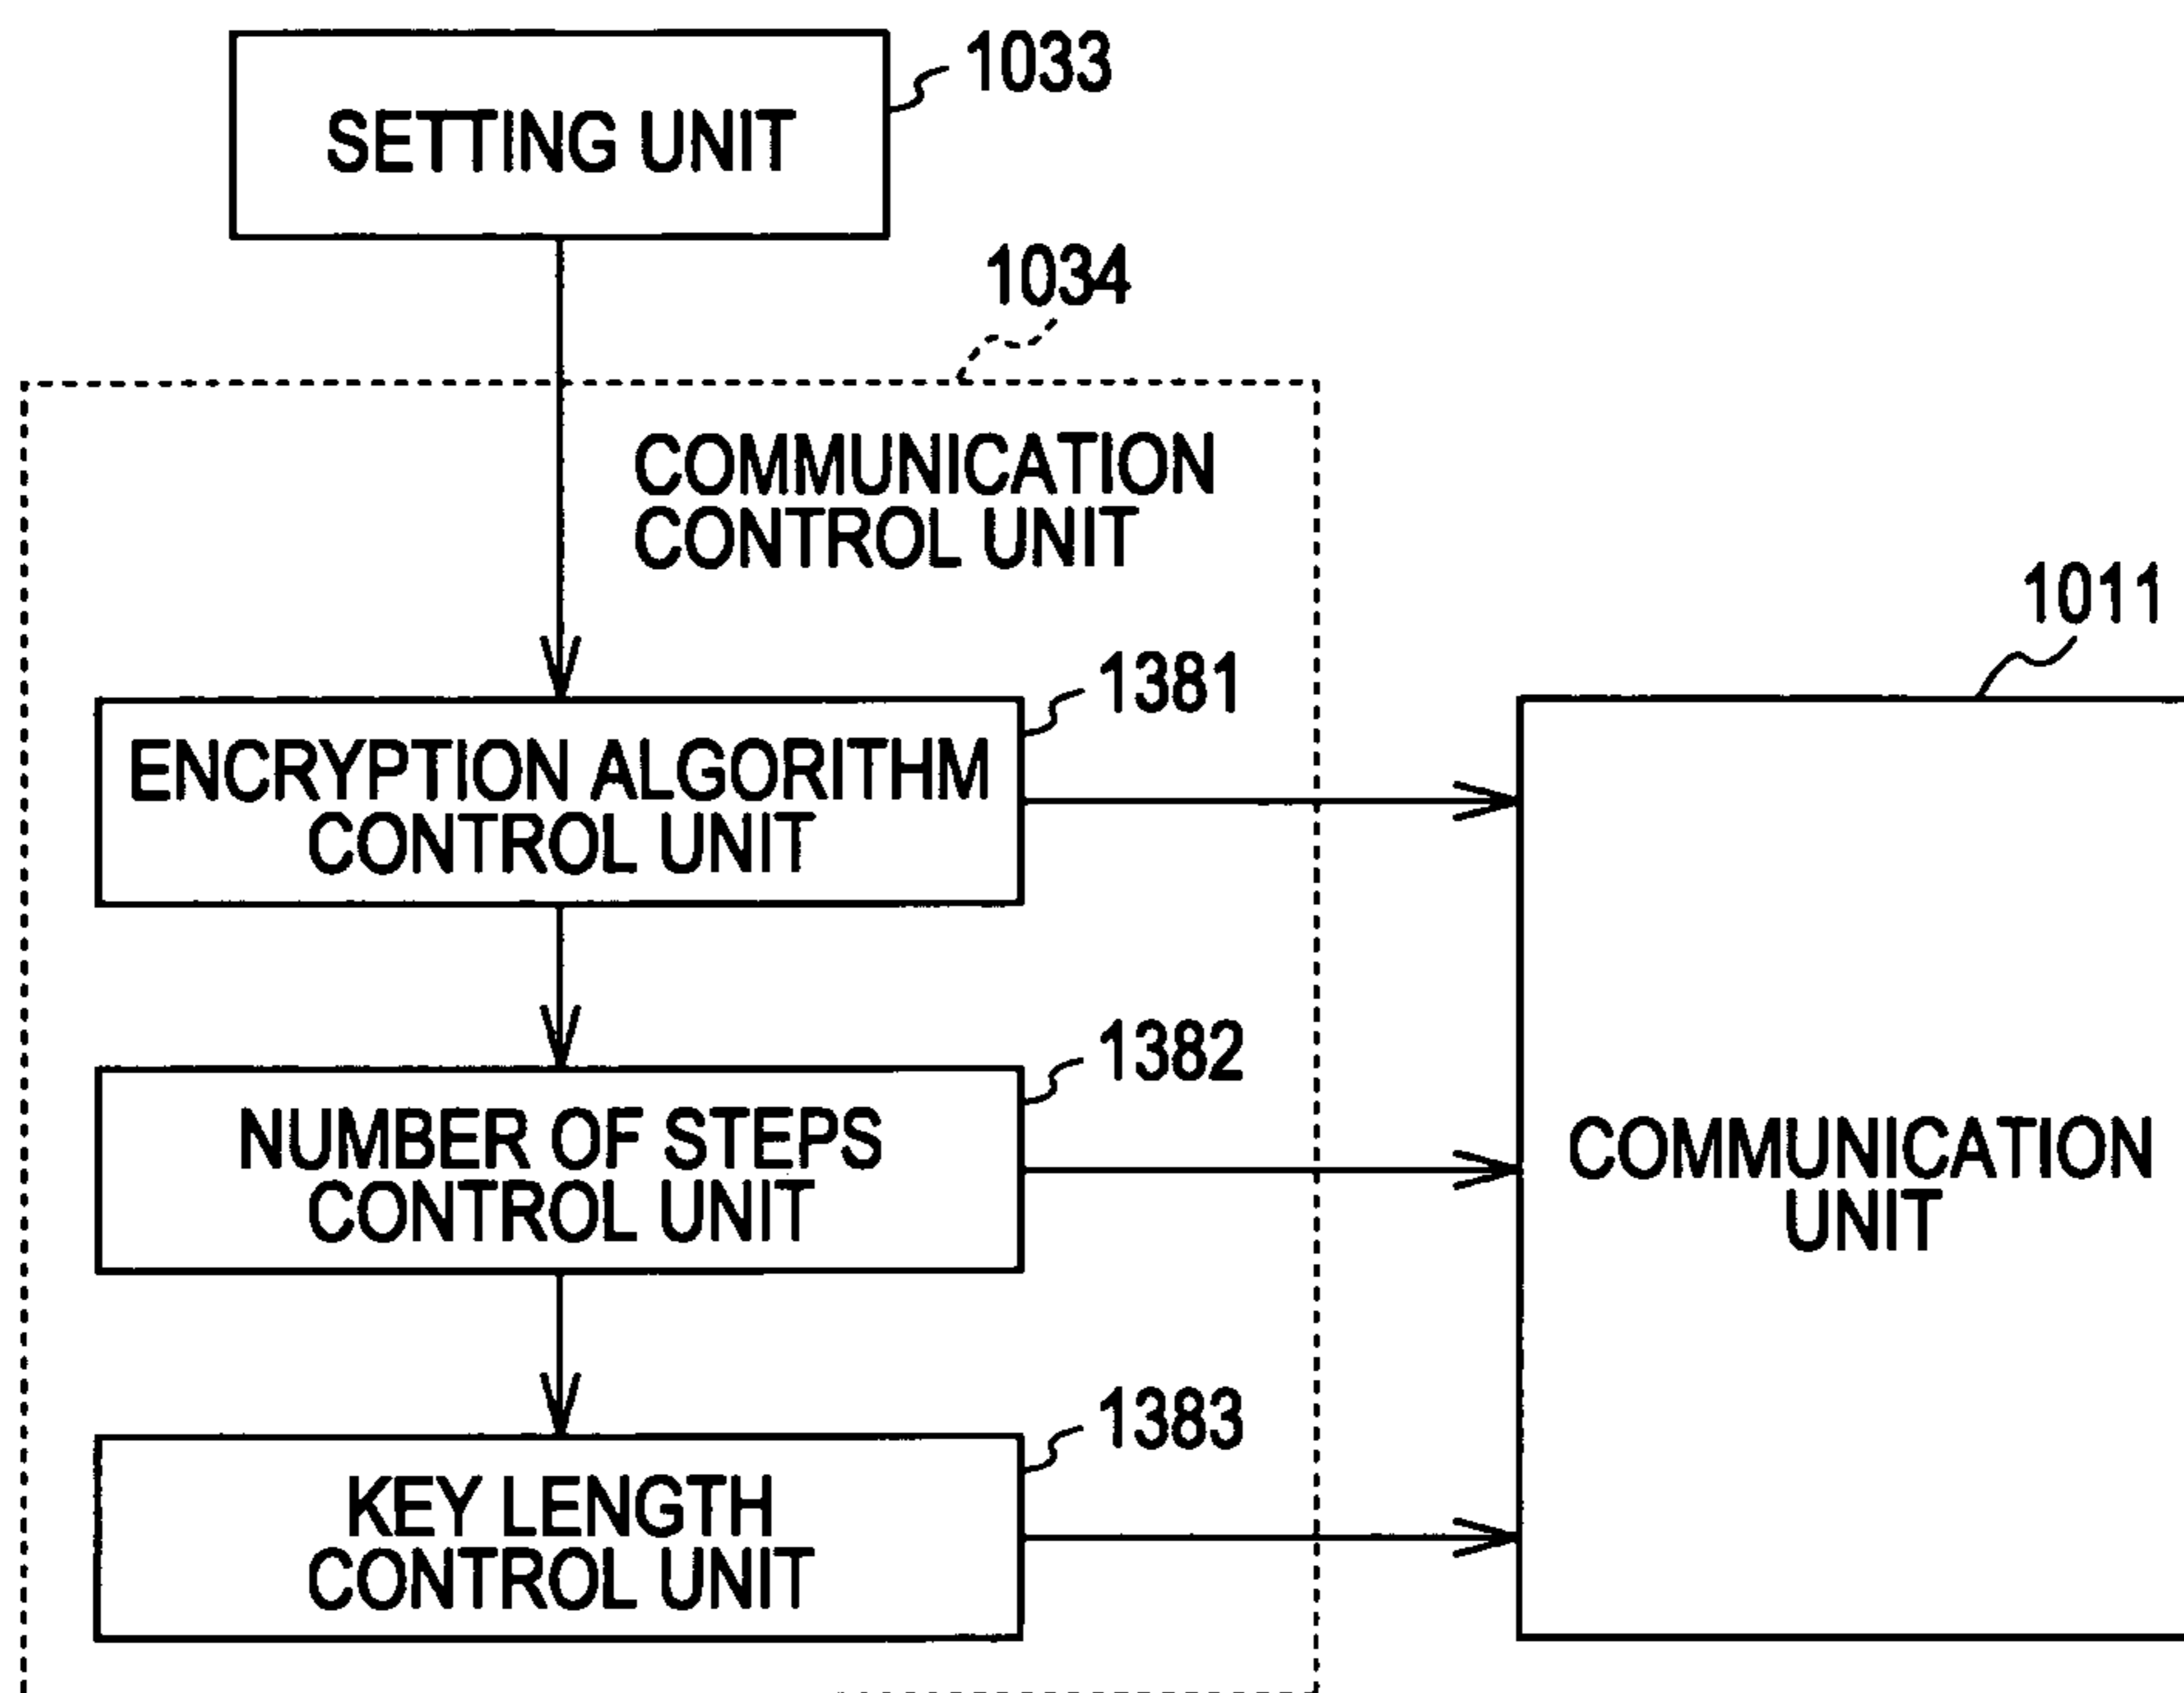 1033
SETTING UNIT
1034
COMMUNICATION
CONTROL UNIT
1011
1381
ENCRYPTION ALGORITHM
CONTROL UNIT
1382
NUMBER OF STEPS
CONTROL UNIT
COMMUNICATION
UNIT
1383
KEY LENGTH
CONTROL UNIT